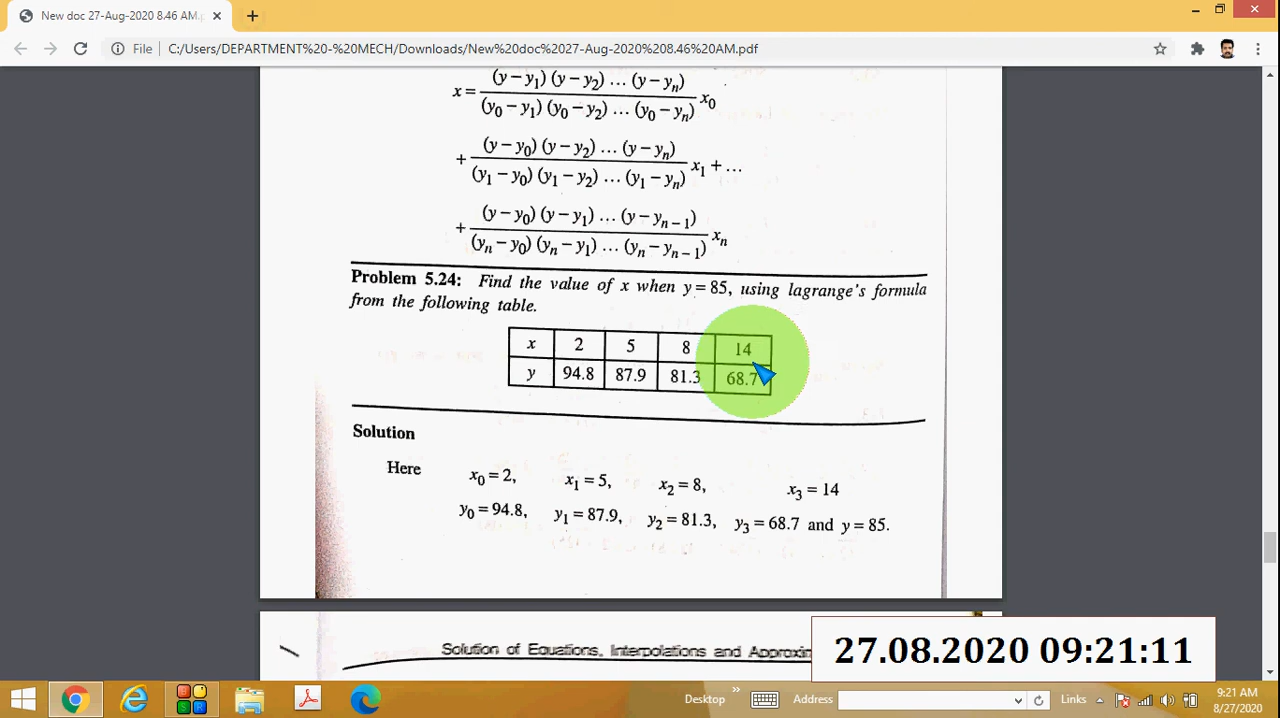 New doc 27-Aug-2020 8.46 AM.p
File C:/Users/DEPARTMENT%20-%20MECH/Downloads/New%20doc%2027-Aug-2020%208.46%20AM.pdf
x = (y − y₁) (y − y₂) … (y − yₙ) / (y₀ − y₁) (y₀ − y₂) … (y₀ − yₙ) x₀
+ (y − y₀) (y − y₂) … (y − yₙ) / (y₁ − y₀) (y₁ − y₂) … (y₁ − yₙ) x₁ + …
+ (y − y₀) (y − y₁) … (y − yₙ₋₁) / (yₙ − y₀) (yₙ − y₁) … (yₙ − yₙ₋₁) xₙ
Problem 5.24: Find the value of x when y = 85, using lagrange's formula
from the following table.
x 2 5 8 14
y 94.8 87.9 81.3 68.7
Solution
Here x₀ = 2, x₁ = 5, x₂ = 8, x₃ = 14
y₀ = 94.8, y₁ = 87.9, y₂ = 81.3, y₃ = 68.7 and y = 85.
Solution of Equations, Interpolations and Approxim
27.08.2020 09:21:11
Desktop » Address Links
9:21 AM
8/27/2020